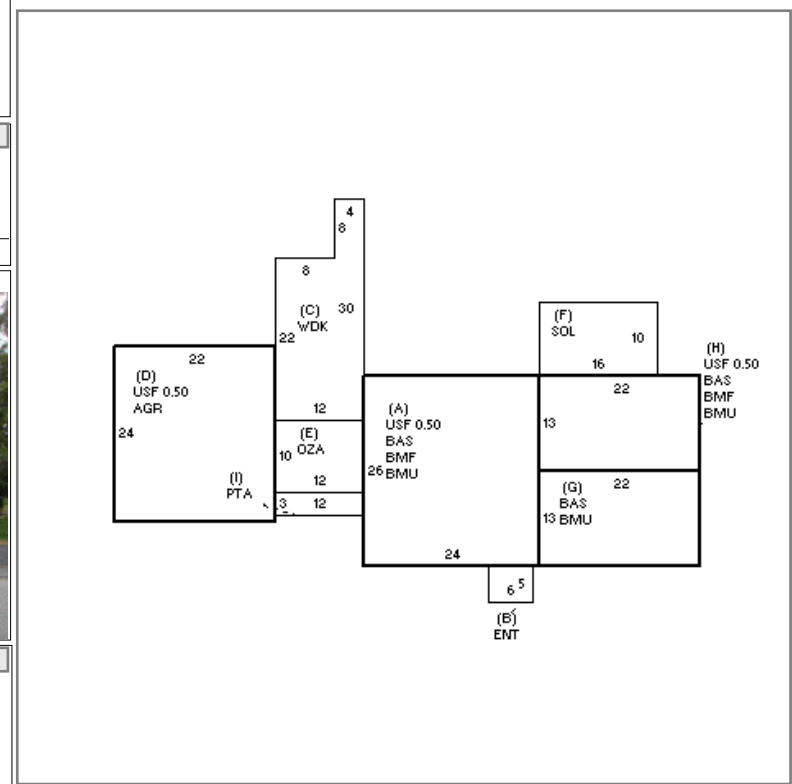 4
8
8
(C) 30
WDK
22
(F)
SOL 10
16
(H)
USF 0.50
BAS
BMF
BMU
22
(D)
USF 0.50
AGR
24
22
13
12
(A)
USF 0.50
BAS
BMF
26 BMU
(E)
OZA
10
12
(I)
PTA
3 12
22
(G)
BAS
13 BMU
24
6 5
(B)
ENT